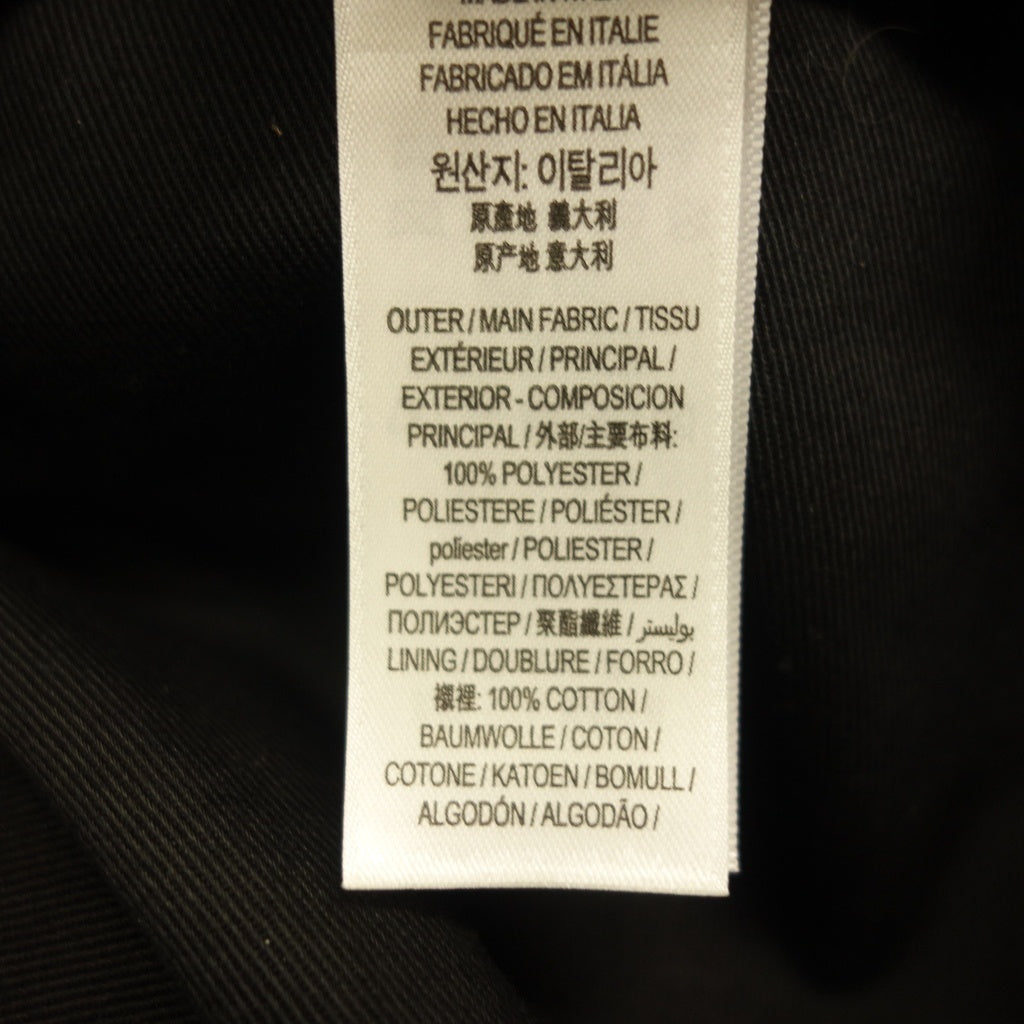 FABRIQUÉ EN ITALIE
FABRICADO EM ITÁLIA
HECHO EN ITALIA
원산지: 이탈리아
原產地 義大利
原产地 意大利
OUTER / MAIN FABRIC / TISSU
EXTÉRIEUR / PRINCIPAL /
EXTERIOR - COMPOSICION
PRINCIPAL / 外部/主要布料:
100% POLYESTER /
POLIESTERE / POLIÉSTER /
poliester / POLIESTER /
POLYESTERI / ΠΟΛΥΕΣΤΕΡΑΣ /
ПОЛИЭСТЕР / 聚酯纖維 / بوليستر
LINING / DOUBLURE / FORRO /
襯裡: 100% COTTON /
BAUMWOLLE / COTON /
COTONE / KATOEN / BOMULL /
ALGODÓN / ALGODÃO /